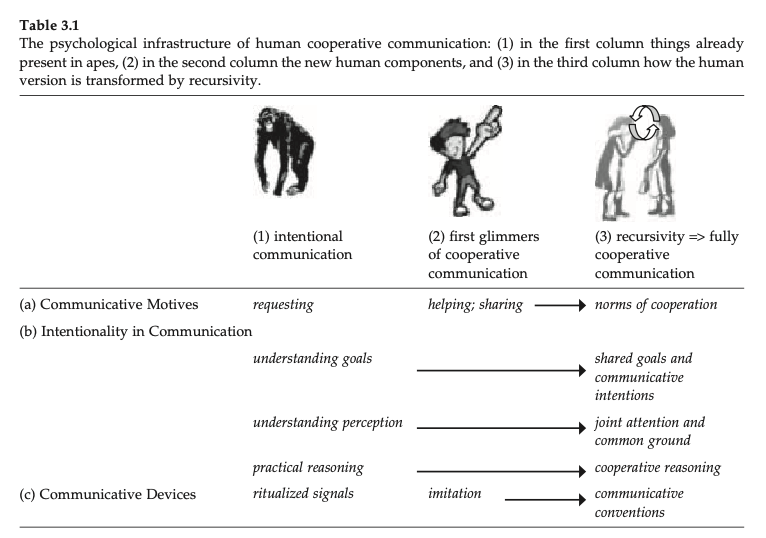 Table 3.1
The psychological infrastructure of human cooperative communication: (1) in the first column things already
present in apes, (2) in the second column the new human components, and (3) in the third column how the human
version is transformed by recursivity.
(1) intentional
communication
(2) first glimmers
of cooperative
communication
(3) recursivity => fully
cooperative
communication
(a) Communicative Motives requesting helping; sharing norms of cooperation
(b) Intentionality in Communication
understanding goals shared goals and
communicative
intentions
understanding perception joint attention and
common ground
practical reasoning cooperative reasoning
(c) Communicative Devices ritualized signals imitation communicative
conventions